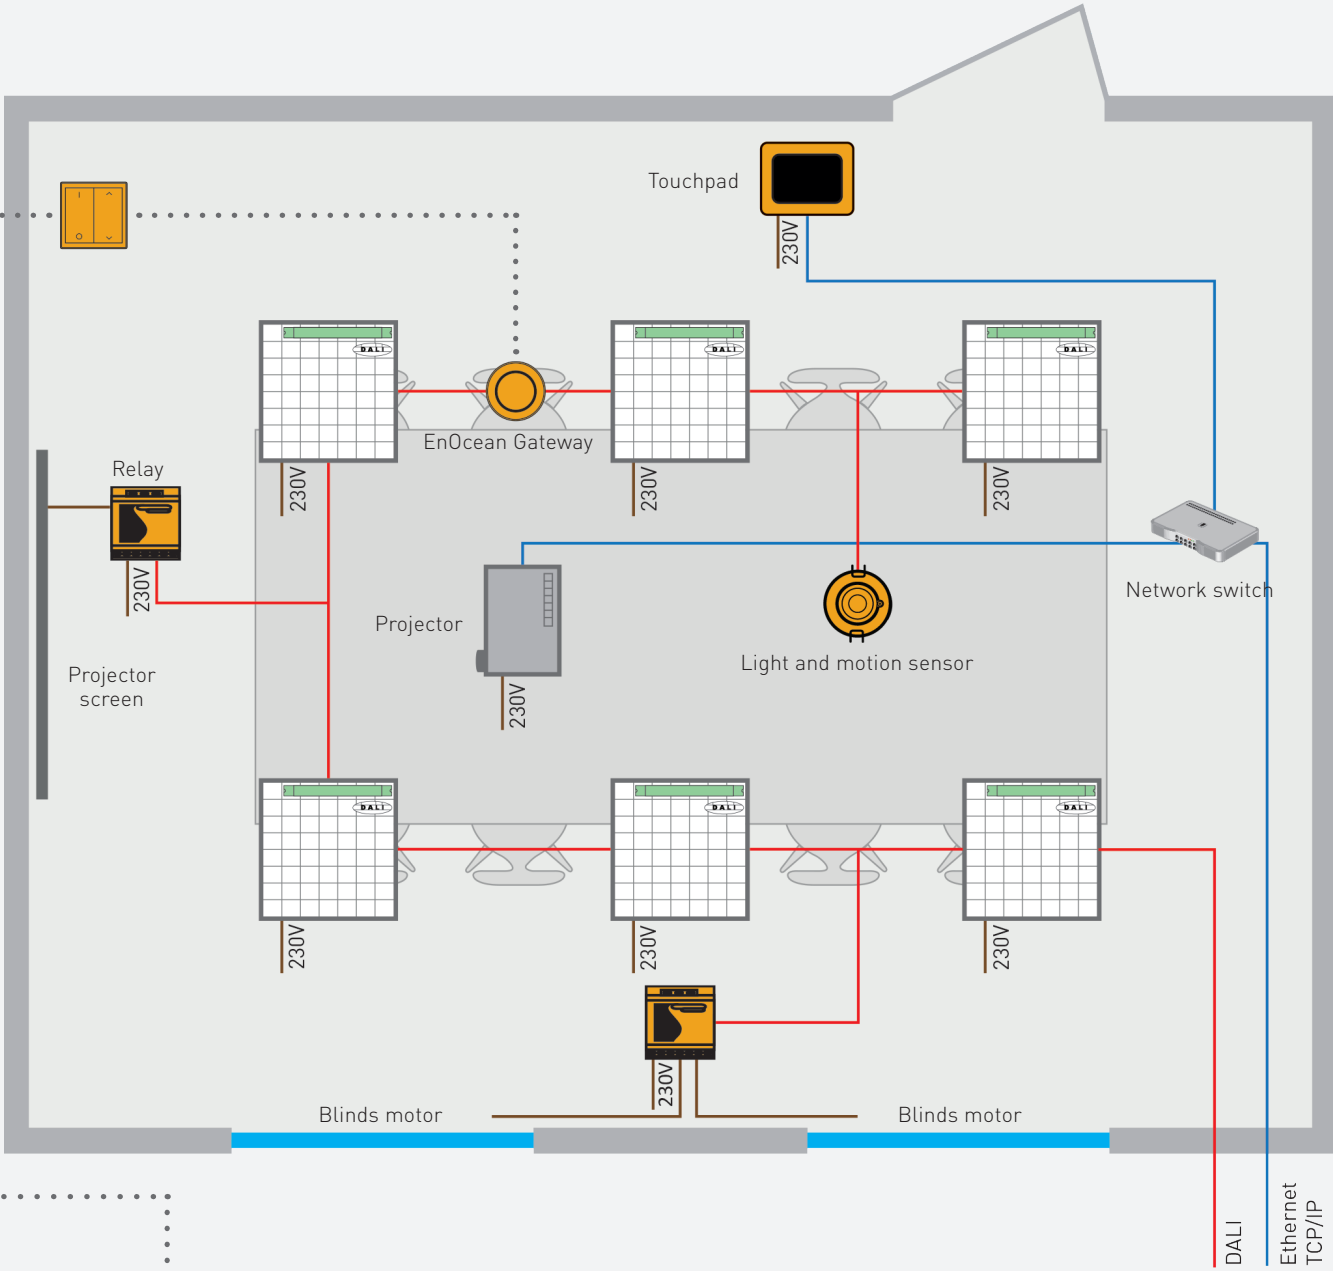 Touchpad
230V
DALI
DALI
DALI
EnOcean Gateway
230V
230V
230V
Relay
230V
Network switch
Projector
Light and motion sensor
Projector
screen
230V
DALI
DALI
DALI
230V
230V
230V
230V
Blinds motor
Blinds motor
DALI
Ethernet
TCP/IP